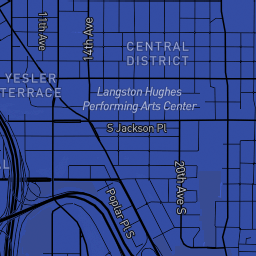 11th Ave
14th Ave
CENTRAL
DISTRICT
YESLER
TERRACE
Langston Hughes
Performing Arts Center
S Jackson Pl
20th Ave S
Poplar Pl S